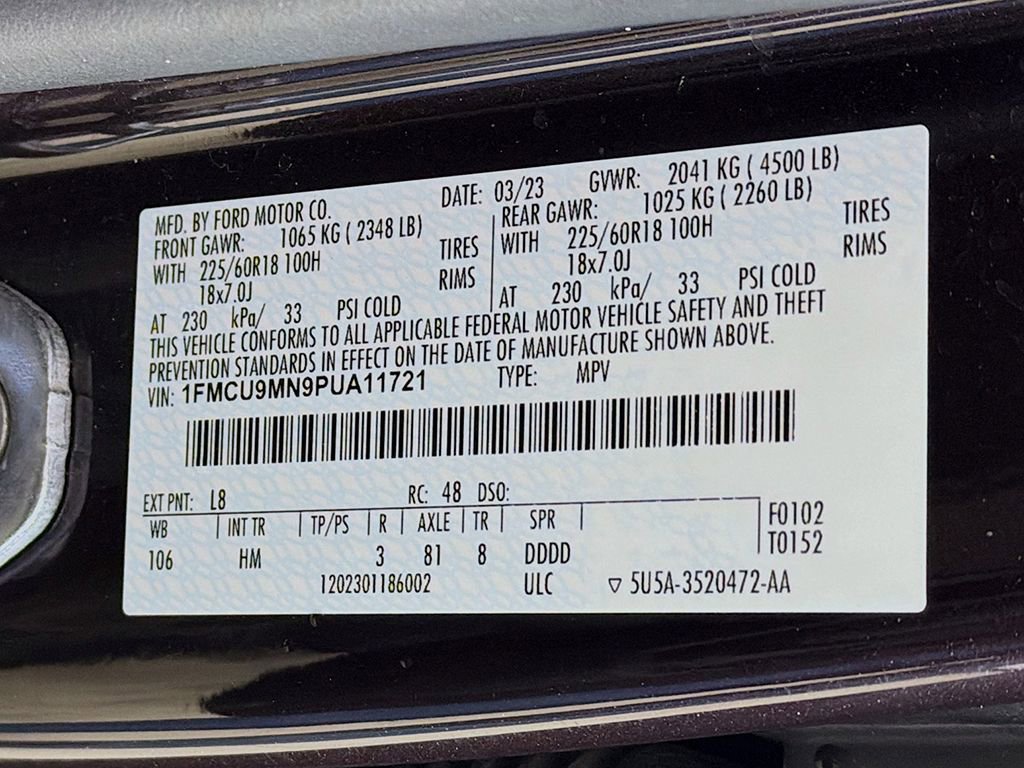 MFD. BY FORD MOTOR CO. DATE: 03/23 GVWR: 2041 KG ( 4500 LB)
FRONT GAWR: 1065 KG ( 2348 LB) REAR GAWR: 1025 KG ( 2260 LB)
WITH 225/60R18 100H TIRES WITH 225/60R18 100H TIRES
18x7.0J RIMS 18x7.0J RIMS
AT 230 kPa/ 33 PSI COLD AT 230 kPa/ 33 PSI COLD
THIS VEHICLE CONFORMS TO ALL APPLICABLE FEDERAL MOTOR VEHICLE SAFETY AND THEFT
PREVENTION STANDARDS IN EFFECT ON THE DATE OF MANUFACTURE SHOWN ABOVE.
VIN: 1FMCU9MN9PUA11721 TYPE: MPV
EXT PNT: L8 RC: 48 DSO:
WB | INT TR | TP/PS | R | AXLE | TR | SPR | F0102
106 HM 3 81 8 DDDD T0152
1202301186002 ULC ▽ 5U5A-3520472-AA